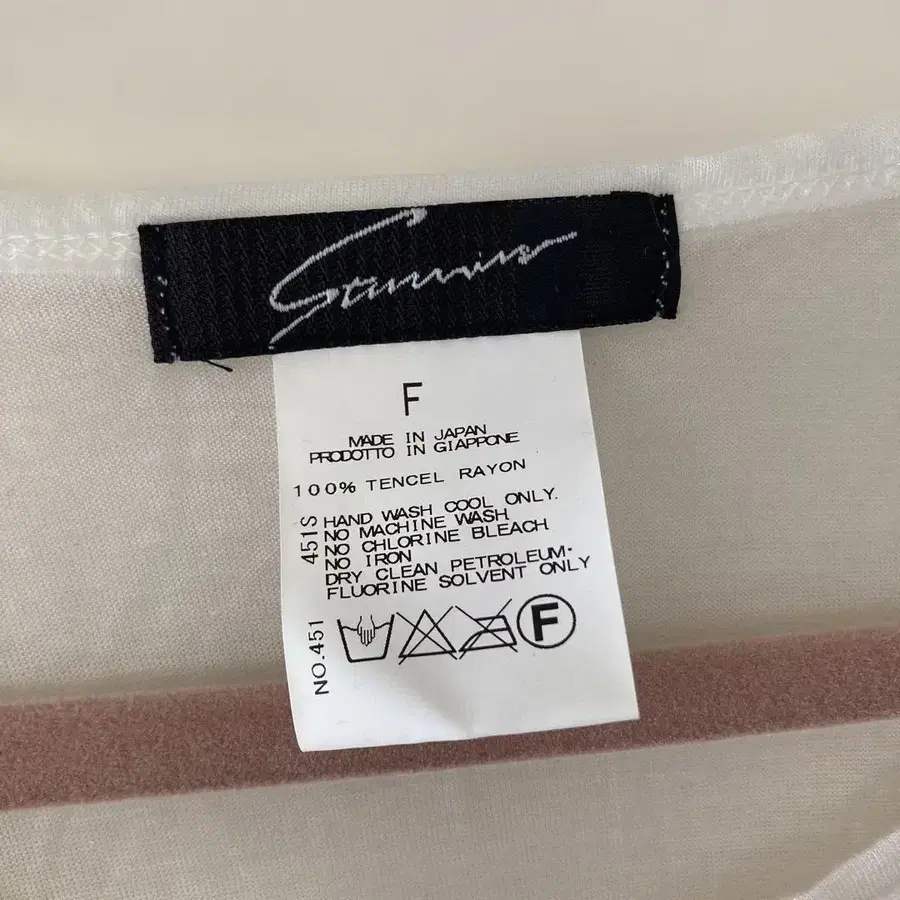 F
MADE IN JAPAN
PRODOTTO IN GIAPPONE
100% TENCEL RAYON
HAND WASH COOL ONLY.
NO MACHINE WASH
NO CHLORINE BLEACH
NO IRON
DRY CLEAN PETROLEUM·
FLUORINE SOLVENT ONLY
F
NO.451 451S